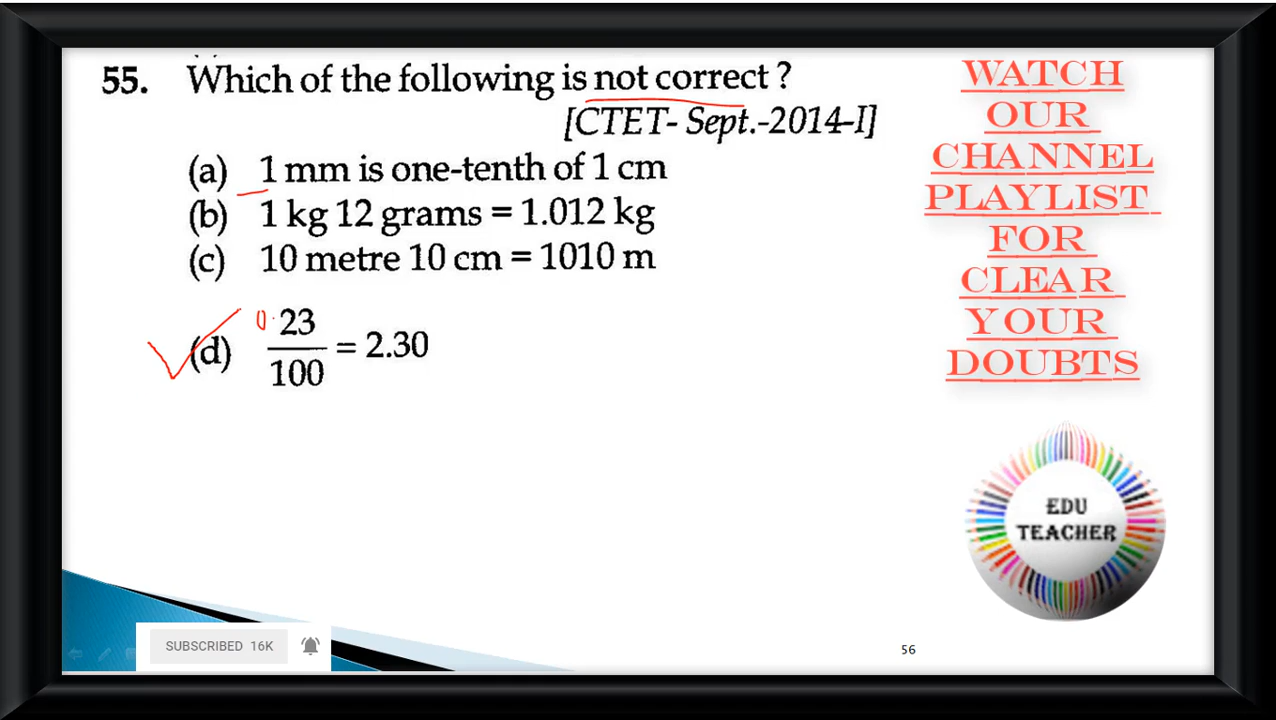 55. Which of the following is not correct ?
[CTET- Sept.-2014-I]
(a) 1 mm is one-tenth of 1 cm
(b) 1 kg 12 grams = 1.012 kg
(c) 10 metre 10 cm = 1010 m
(d) 0.23/100 = 2.30
WATCH
OUR
CHANNEL
PLAYLIST
FOR
CLEAR
YOUR
DOUBTS
EDU
TEACHER
SUBSCRIBED 16K
56